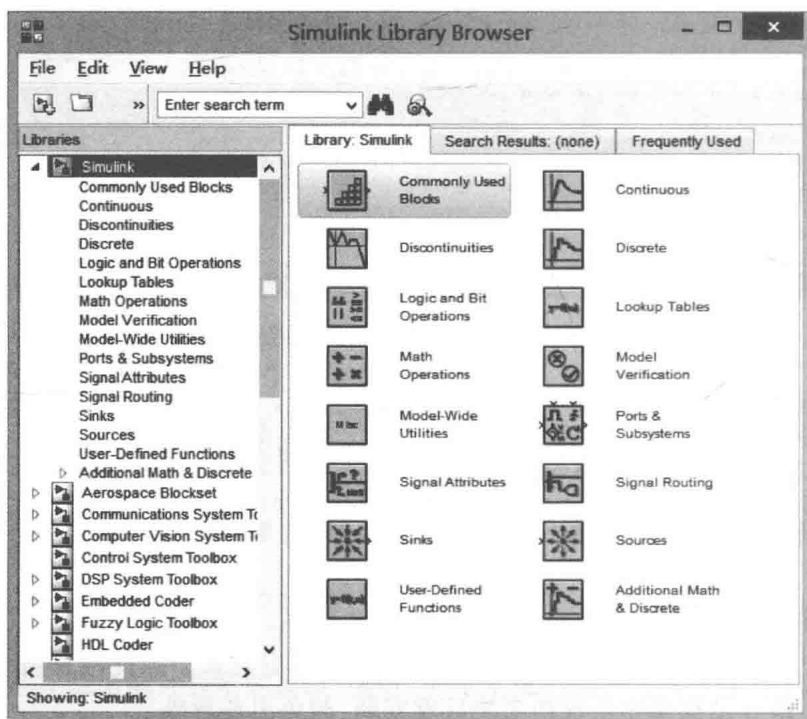 Simulink Library Browser
File Edit View Help
» Enter search term
Libraries
Simulink
Commonly Used Blocks
Continuous
Discontinuities
Discrete
Logic and Bit Operations
Lookup Tables
Math Operations
Model Verification
Model-Wide Utilities
Ports & Subsystems
Signal Attributes
Signal Routing
Sinks
Sources
User-Defined Functions
Additional Math & Discrete
Aerospace Blockset
Communications System To
Computer Vision System T
Control System Toolbox
DSP System Toolbox
Embedded Coder
Fuzzy Logic Toolbox
HDL Coder
Library: Simulink Search Results: (none) Frequently Used
Commonly Used
Blocks
Continuous
Discontinuities
Discrete
Logic and Bit
Operations
Lookup Tables
Math
Operations
Model
Verification
Misc
Model-Wide
Utilities
Ports &
Subsystems
Signal Attributes
Signal Routing
Sinks
Sources
User-Defined
Functions
Additional Math
& Discrete
Showing: Simulink